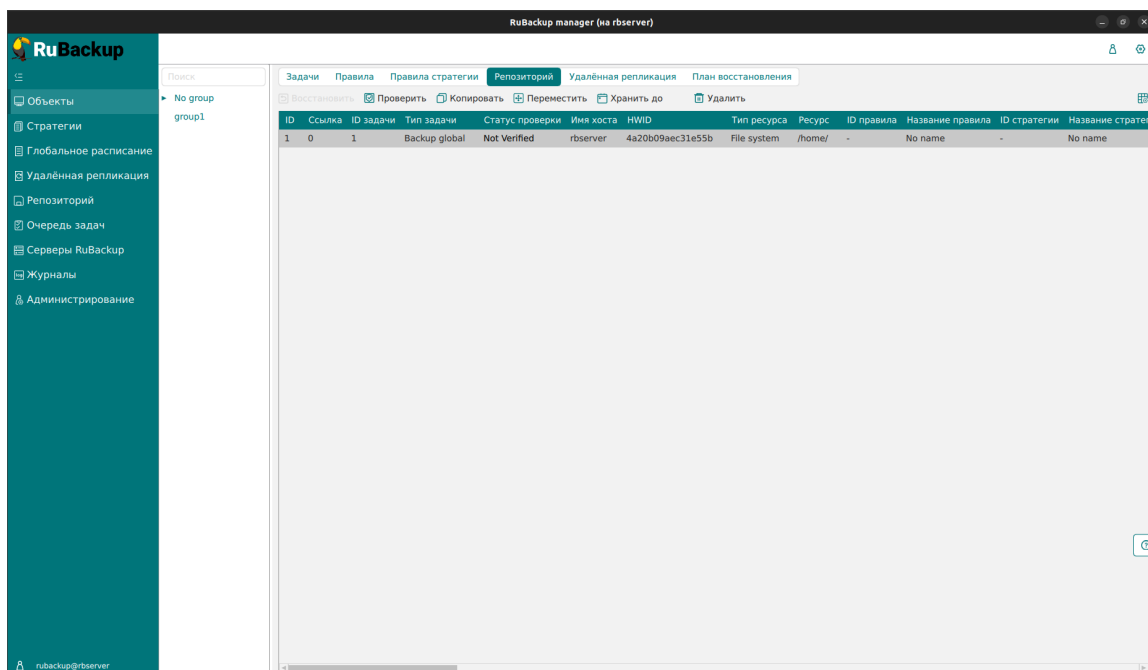 RuBackup manager (на rbserver)
RuBackup
Объекты
Стратегии
Глобальное расписание
Удалённая репликация
Репозиторий
Очередь задач
Серверы RuBackup
Журналы
Администрирование
rubackup@rbserver
Поиск
No group
group1
Задачи Правила Правила стратегии Репозиторий Удалённая репликация План восстановления
Восстановить Проверить Копировать Переместить Хранить до Удалить
ID Ссылка ID задачи Тип задачи Статус проверки Имя хоста HWID Тип ресурса Ресурс ID правила Название правила ID стратегии Название стратег
1 0 1 Backup global Not Verified rbserver 4a20b09aec31e55b File system /home/ - No name - No name